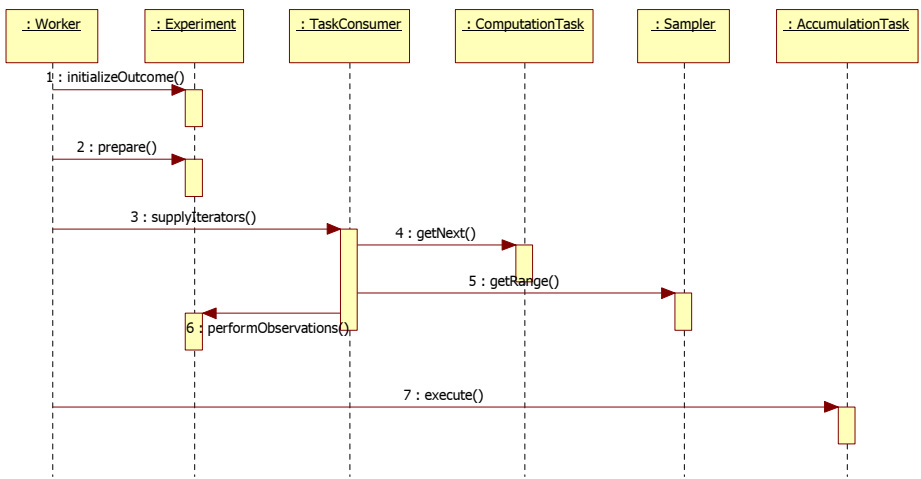 : Worker
: Experiment
: TaskConsumer
: ComputationTask
: Sampler
: AccumulationTask
1 : initializeOutcome()
2 : prepare()
3 : supplyIterators()
4 : getNext()
5 : getRange()
6 : performObservations()
7 : execute()